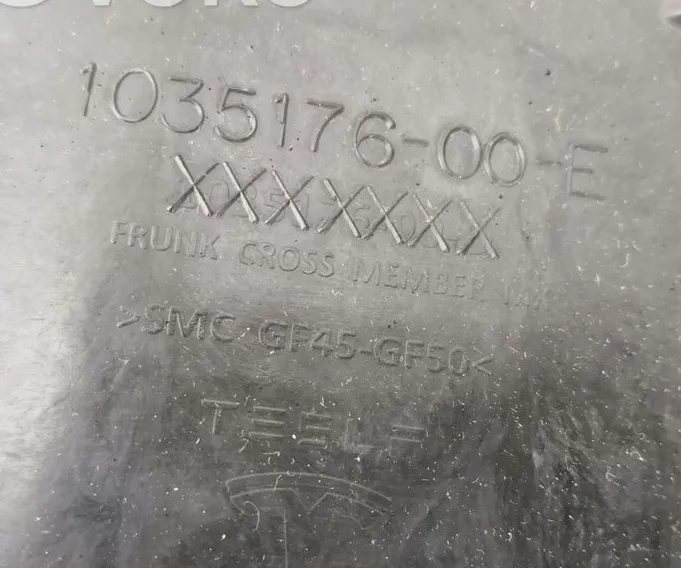 1035176-00-E
XXXXXXX
FRUNK CROSS MEMBER
>SMC GF45-GF50<
TESLA